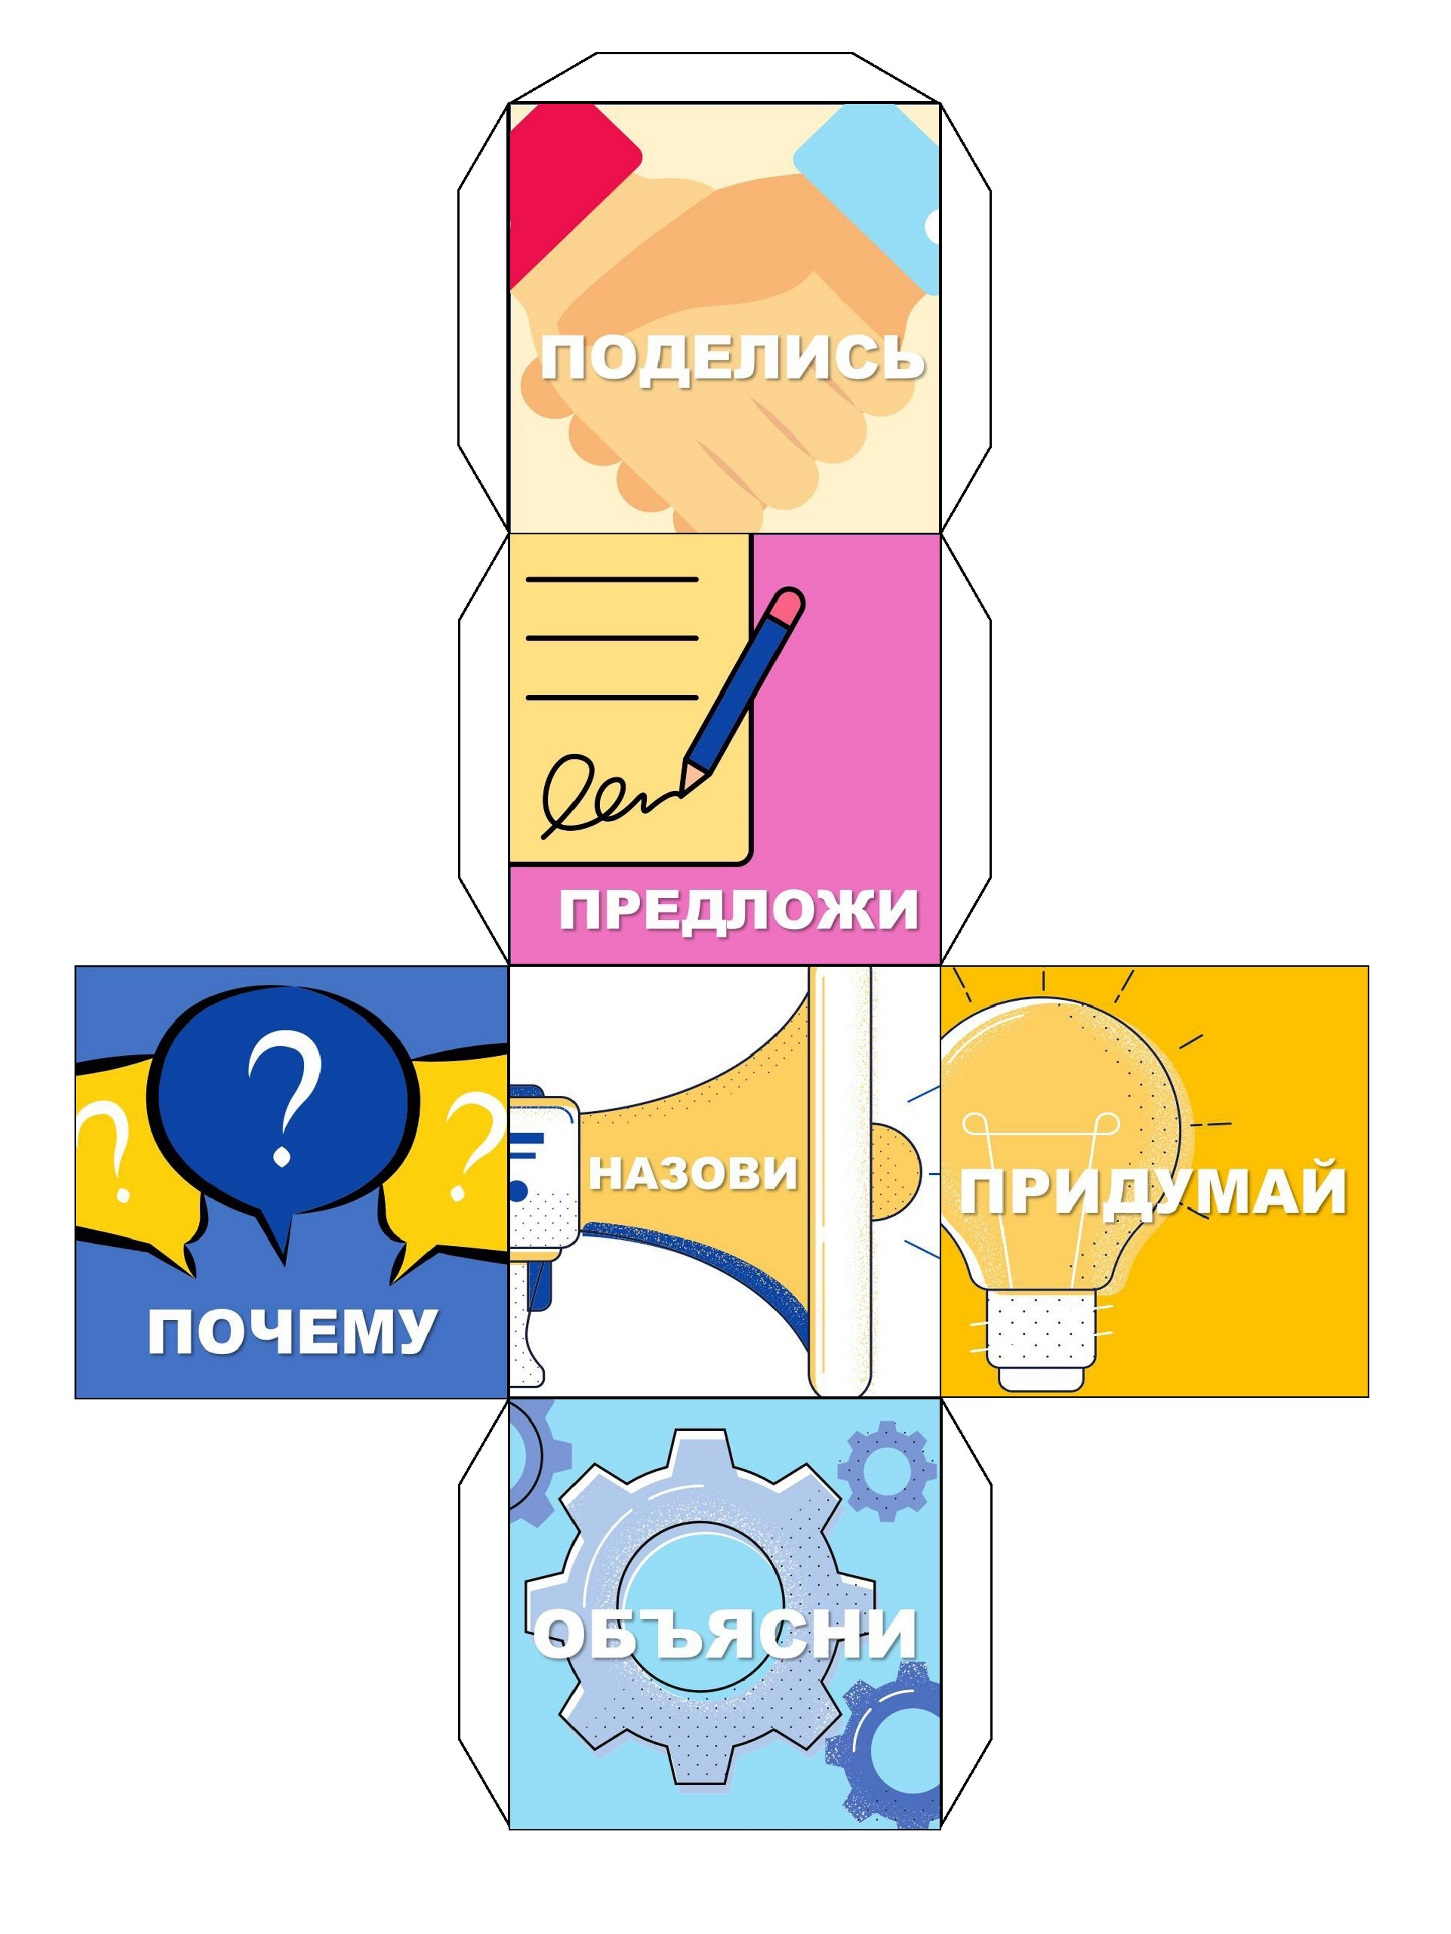 ПОДЕЛИСЬ
ПРЕДЛОЖИ
ПОЧЕМУ
НАЗОВИ
ПРИДУМАЙ
ОБЪЯСНИ